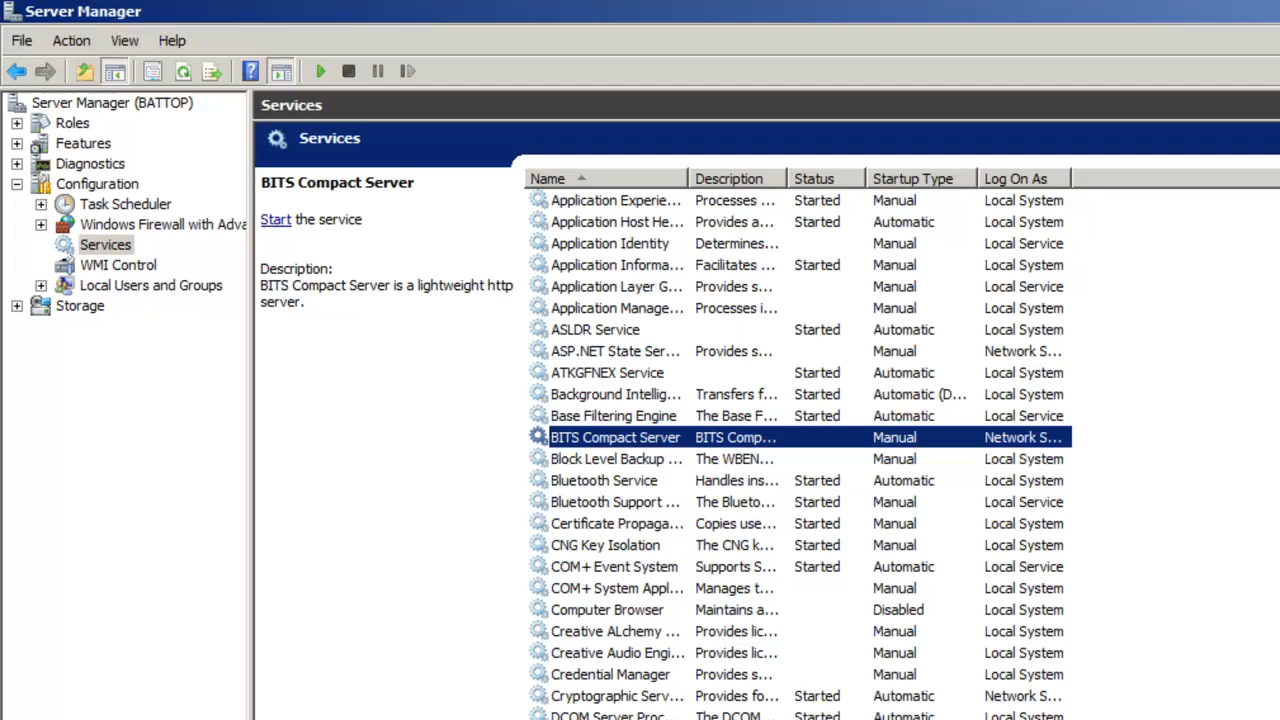 Server Manager
File Action View Help
Server Manager (BATTOP)
Roles
Features
Diagnostics
Configuration
Task Scheduler
Windows Firewall with Adva
Services
WMI Control
Local Users and Groups
Storage
Services
Services
BITS Compact Server
Start the service
Description:
BITS Compact Server is a lightweight http
server.
Name Description Status Startup Type Log On As
Application Experie... Processes ... Started Manual Local System
Application Host He... Provides a... Started Automatic Local System
Application Identity Determines... Manual Local Service
Application Informa... Facilitates ... Started Manual Local System
Application Layer G... Provides s... Manual Local Service
Application Manage... Processes i... Manual Local System
ASLDR Service Started Automatic Local System
ASP.NET State Ser... Provides s... Manual Network S...
ATKGFNEX Service Started Automatic Local System
Background Intellig... Transfers f... Started Automatic (D... Local System
Base Filtering Engine The Base F... Started Automatic Local Service
BITS Compact Server BITS Comp... Manual Network S...
Block Level Backup ... The WBEN... Manual Local System
Bluetooth Service Handles ins... Started Automatic Local System
Bluetooth Support ... The Blueto... Started Manual Local Service
Certificate Propaga... Copies use... Started Manual Local System
CNG Key Isolation The CNG k... Started Manual Local System
COM+ Event System Supports S... Started Automatic Local Service
COM+ System Appl... Manages t... Manual Local System
Computer Browser Maintains a... Disabled Local System
Creative ALchemy ... Provides lic... Manual Local System
Creative Audio Engi... Provides lic... Manual Local System
Credential Manager Provides s... Manual Local System
Cryptographic Serv... Provides fo... Started Automatic Network S...
DCOM Server Proc... The DCOM... Started Automatic Local System